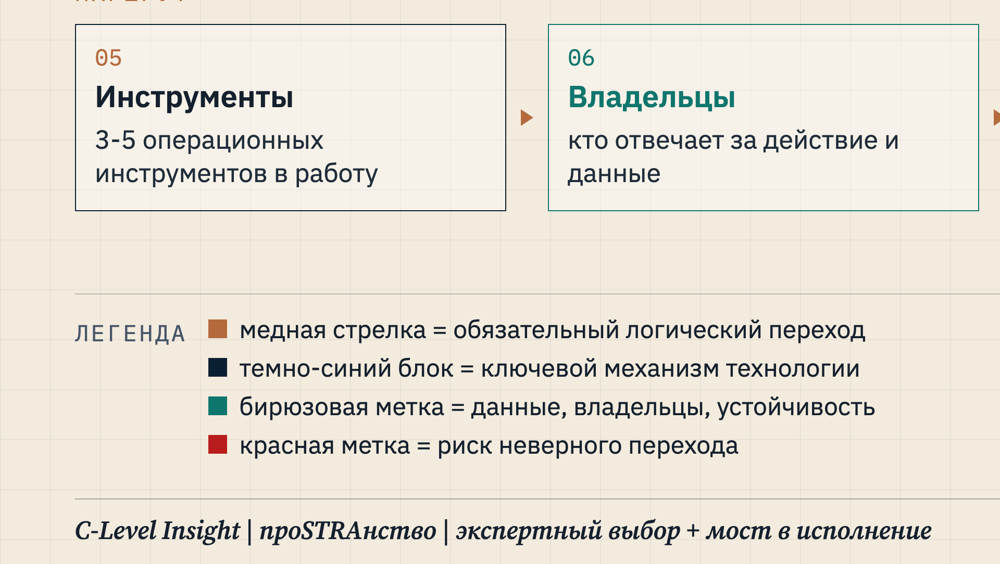 05
Инструменты
3-5 операционных
инструментов в работу
06
Владельцы
кто отвечает за действие и
данные
ЛЕГЕНДА
медная стрелка = обязательный логический переход
темно-синий блок = ключевой механизм технологии
бирюзовая метка = данные, владельцы, устойчивость
красная метка = риск неверного перехода
C-Level Insight | проSTRAнство | экспертный выбор + мост в исполнение